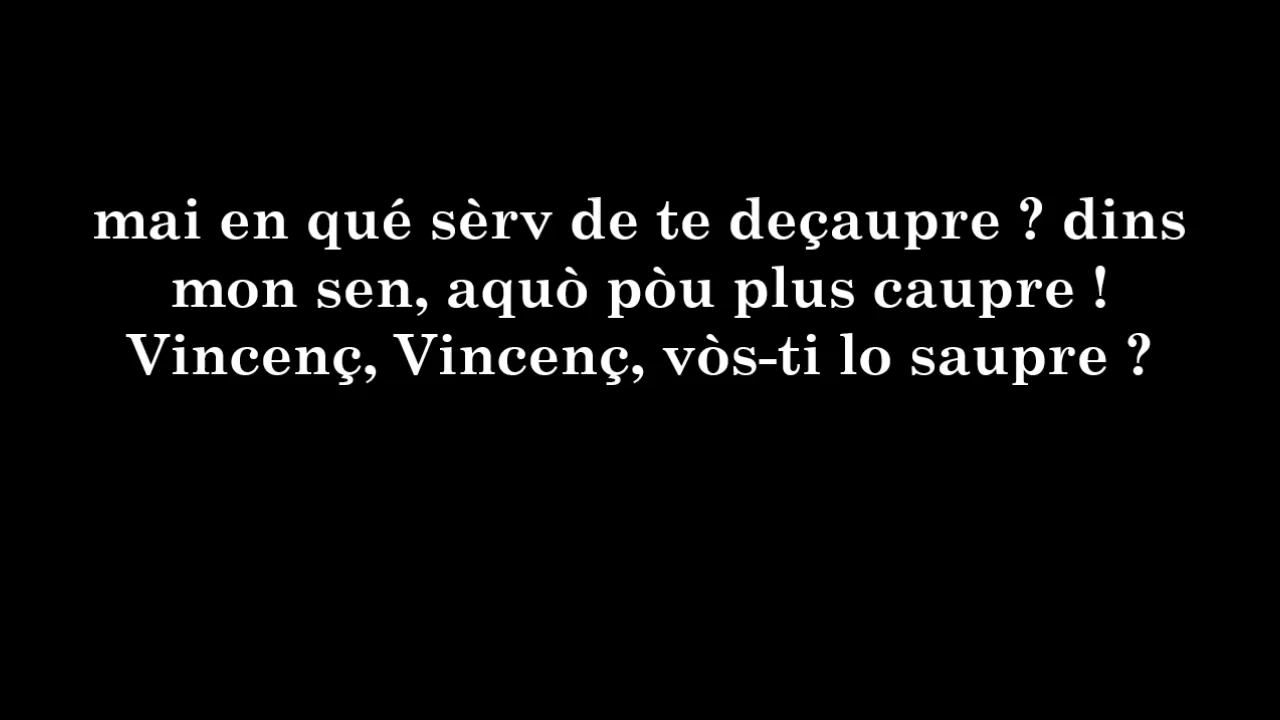 mai en qué sèrv de te deçaupre ? dins
mon sen, aquò pòu plus caupre !
Vincenç, Vincenç, vòs-ti lo saupre ?